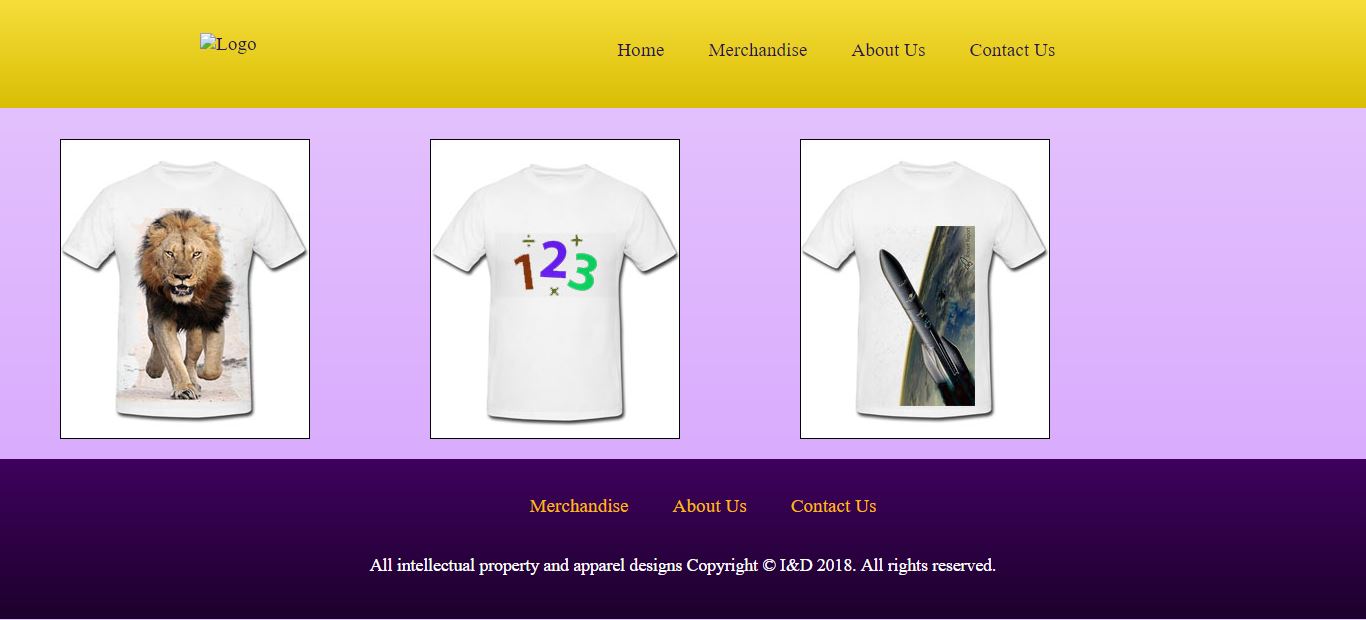 Logo
Home Merchandise About Us Contact Us
÷ +
1 2 3
×
Merchandise About Us Contact Us
All intellectual property and apparel designs Copyright © I&D 2018. All rights reserved.